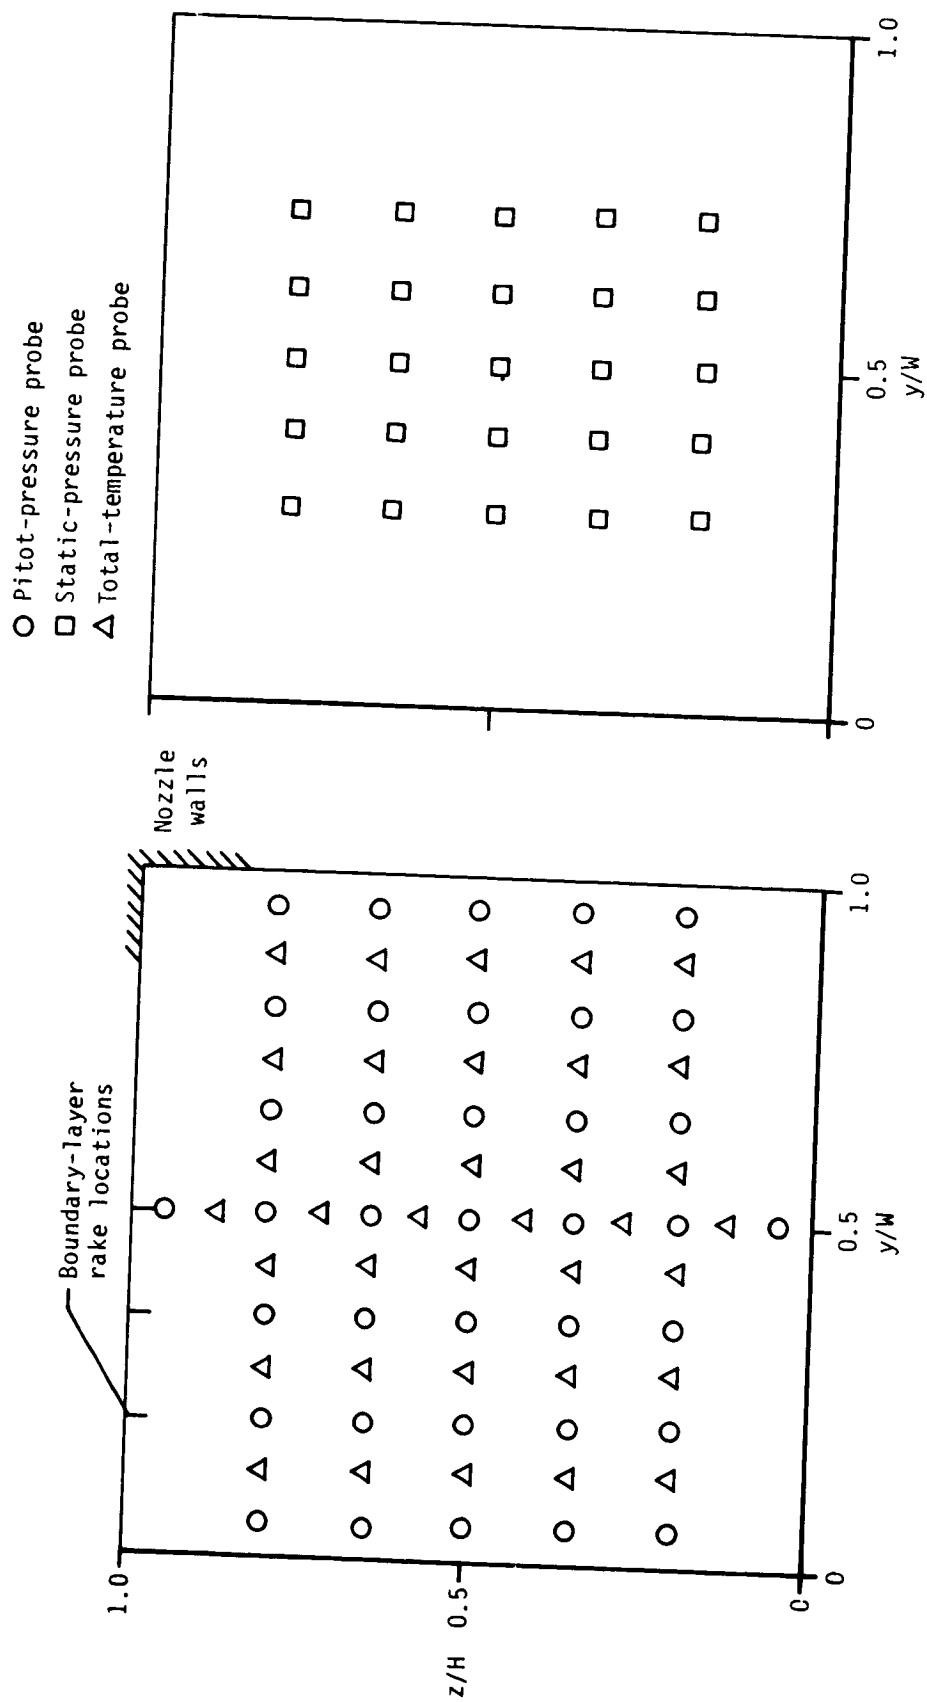 Pitot-pressure probe
Static-pressure probe
Total-temperature probe
Boundary-layer
rake locations
Nozzle
walls
1.0
z/H 0.5
0
0
0.5
1.0
y/W
0
0.5
1.0
y/W